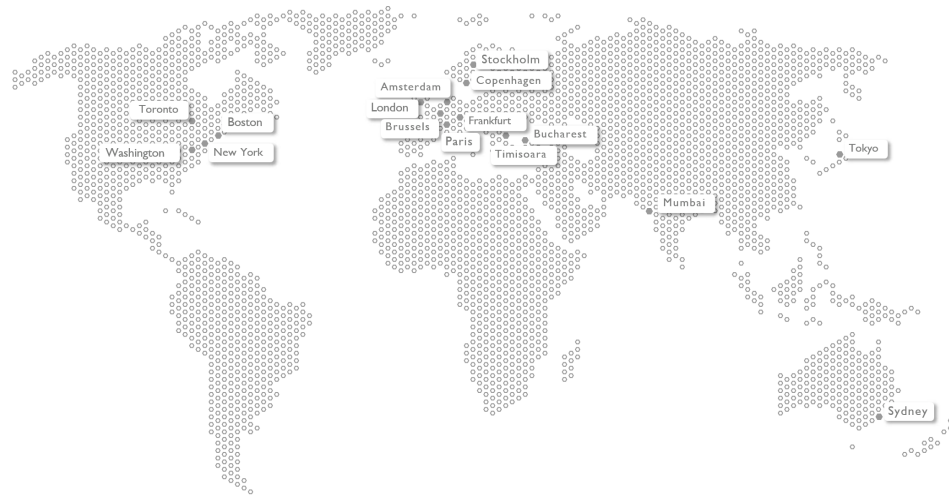 Stockholm
Copenhagen
Amsterdam
London
Toronto
Boston
Frankfurt
Brussels
Bucharest
Paris
Tokyo
Washington
New York
Timisoara
Mumbai
Sydney